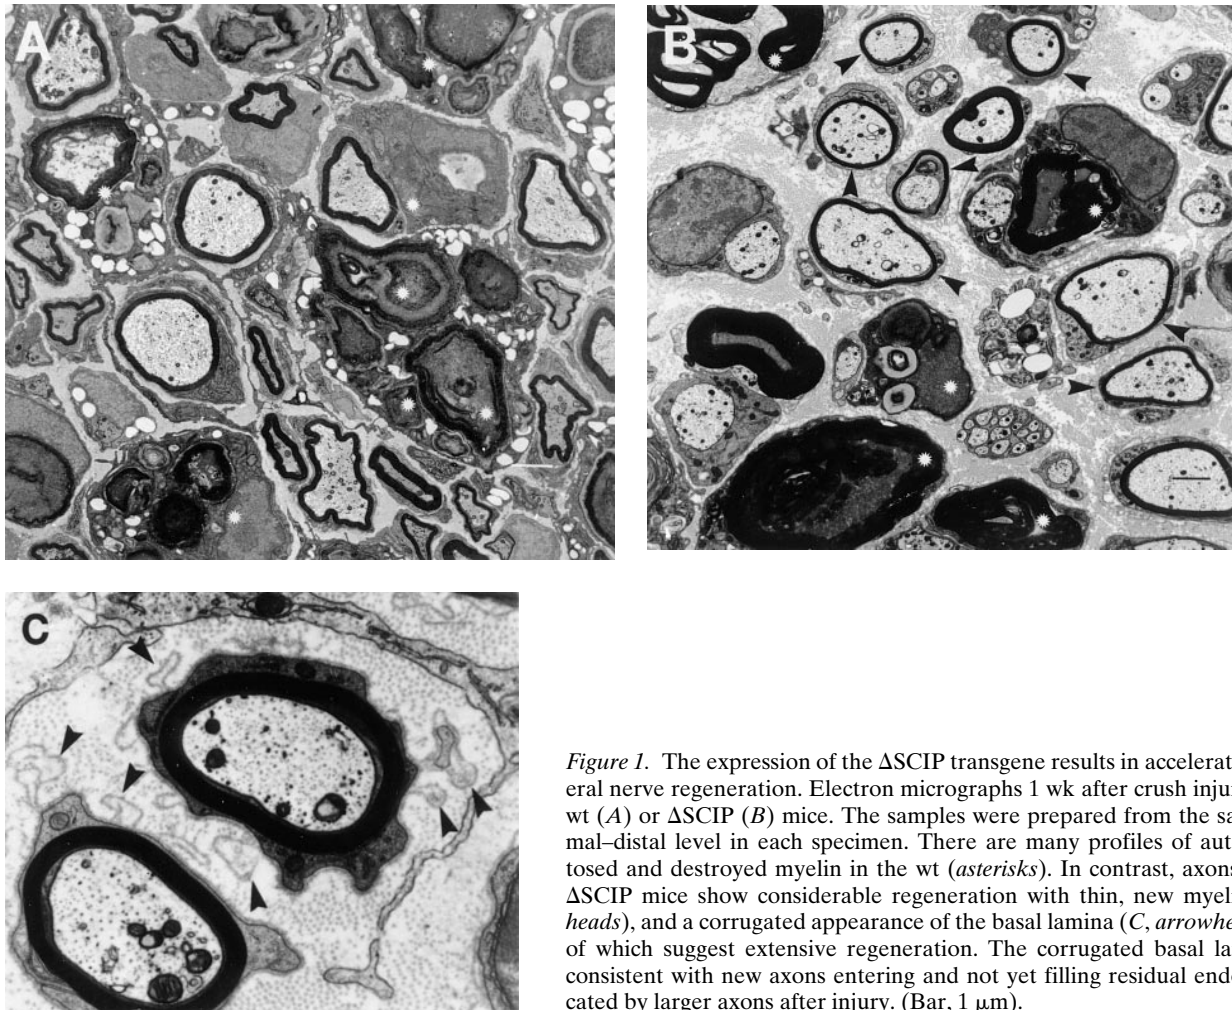 A
B
C
Figure 1. The expression of the ΔSCIP transgene results in accelerat
eral nerve regeneration. Electron micrographs 1 wk after crush inju
wt (A) or ΔSCIP (B) mice. The samples were prepared from the sa
mal–distal level in each specimen. There are many profiles of aut
tosed and destroyed myelin in the wt (asterisks). In contrast, axons
ΔSCIP mice show considerable regeneration with thin, new myeli
heads), and a corrugated appearance of the basal lamina (C, arrowhe
of which suggest extensive regeneration. The corrugated basal la
consistent with new axons entering and not yet filling residual endo
cated by larger axons after injury. (Bar, 1 μm).